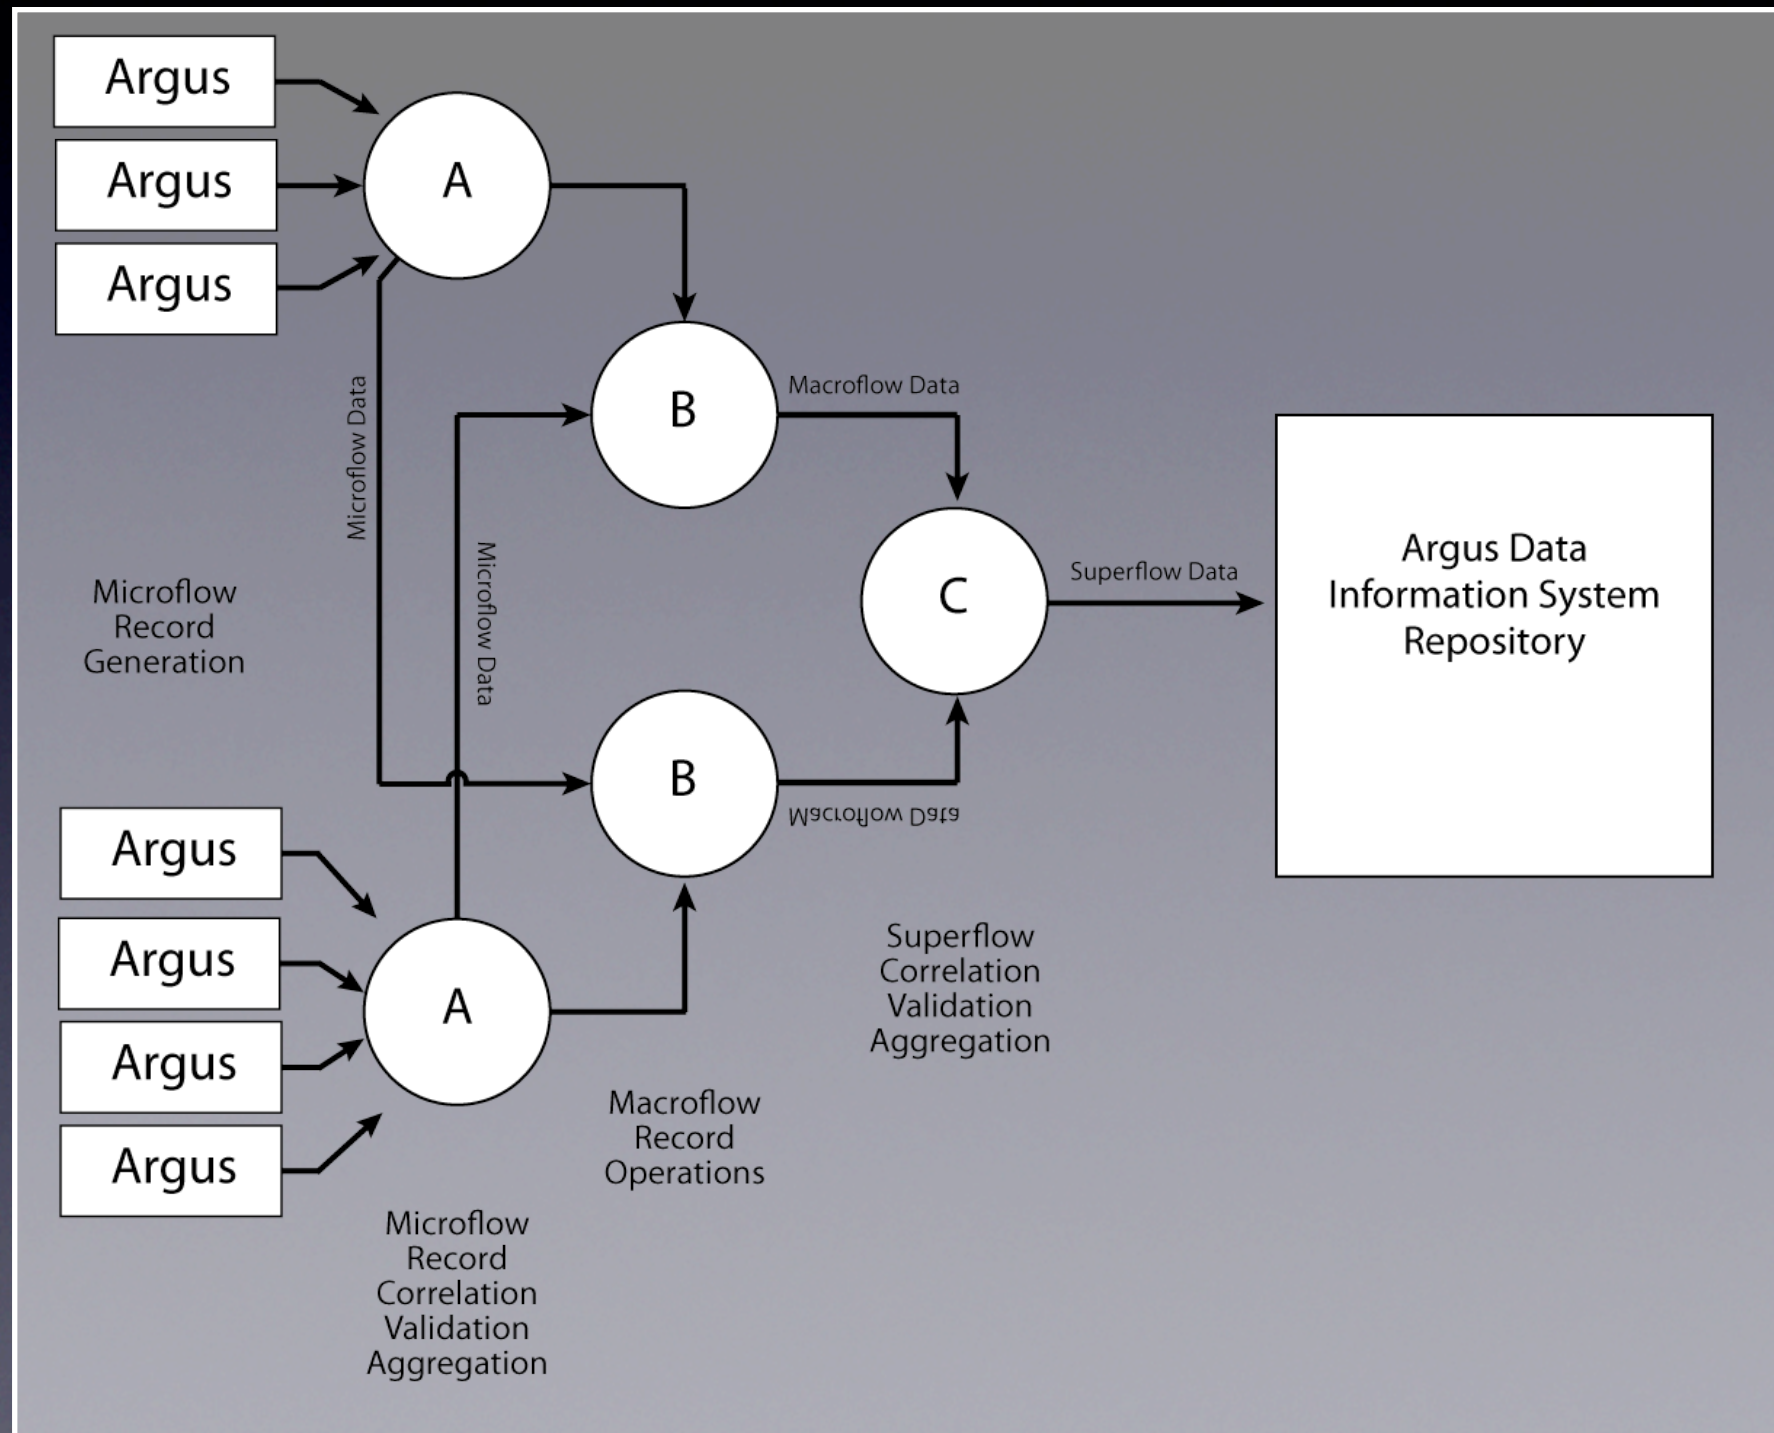 Argus
Argus
Argus
A
B
Macroflow Data
Microflow Data
Microflow Data
C
Superflow Data
Argus Data
Information System
Repository
Microflow
Record
Generation
B
Macroflow Data
Argus
Argus
Argus
Argus
A
Superflow
Correlation
Validation
Aggregation
Macroflow
Record
Operations
Microflow
Record
Correlation
Validation
Aggregation